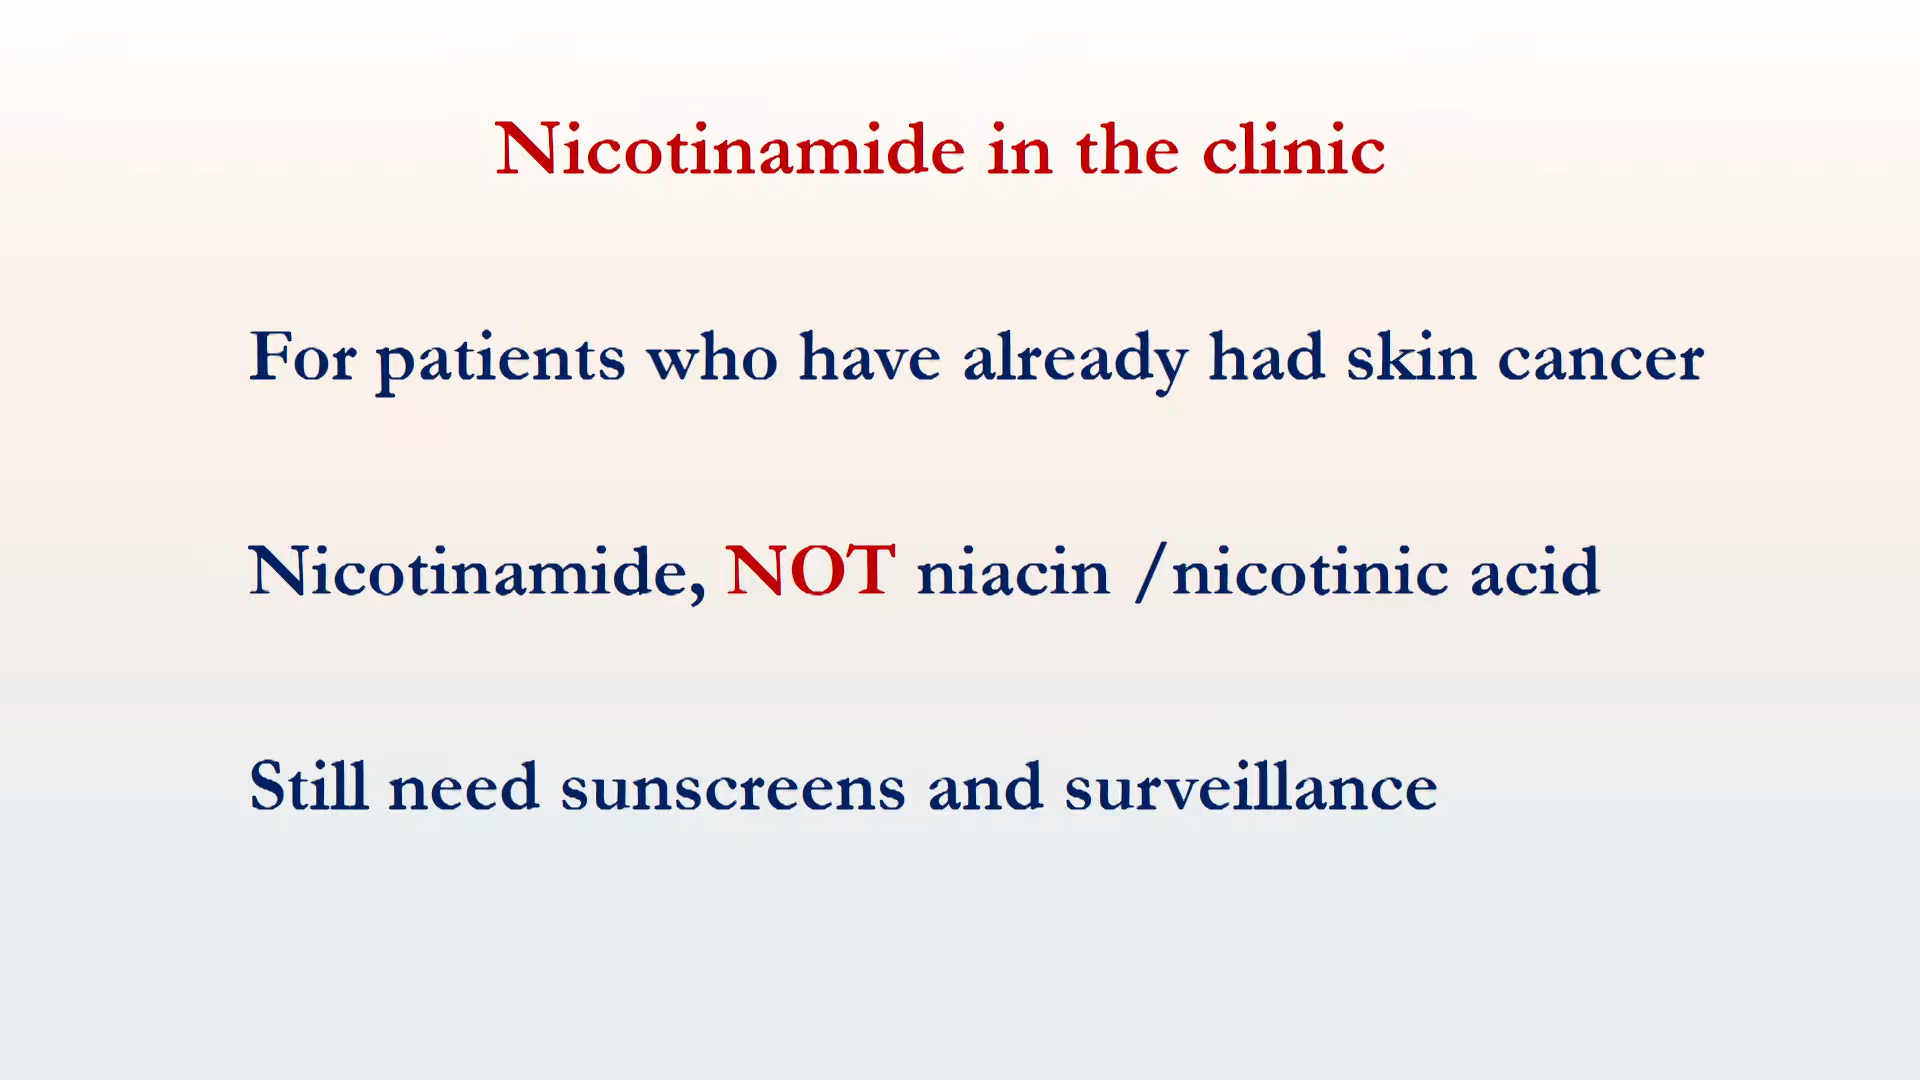 Nicotinamide in the clinic
For patients who have already had skin cancer
Nicotinamide, NOT niacin /nicotinic acid
Still need sunscreens and surveillance